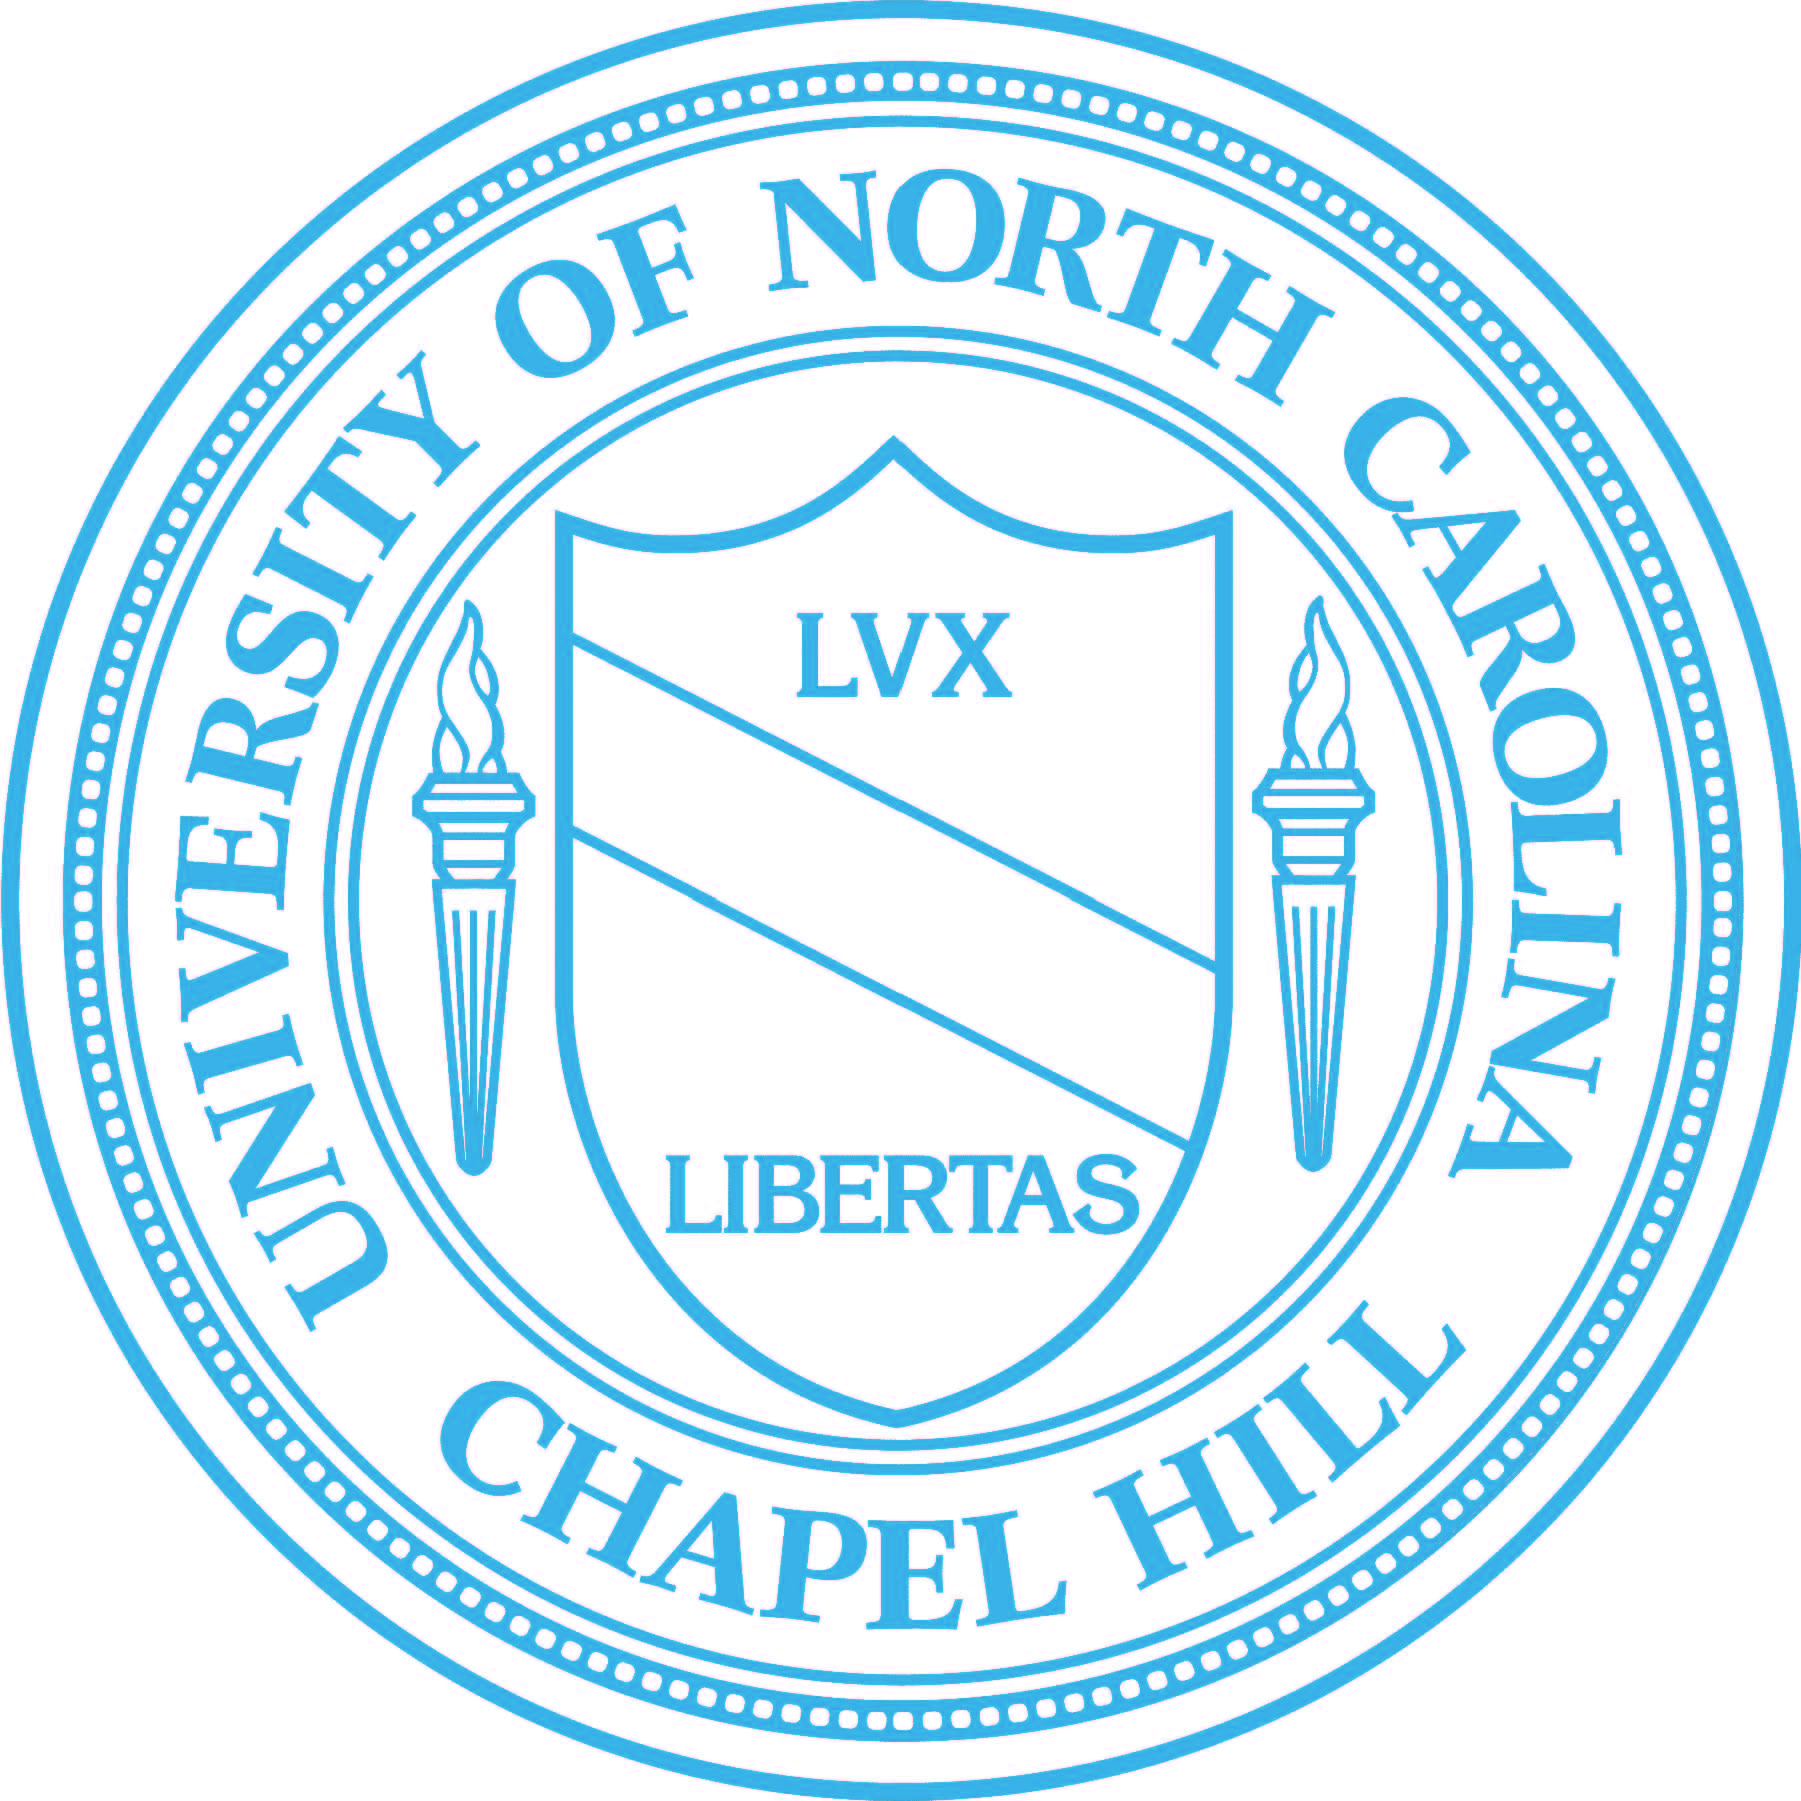 UNIVERSITY OF NORTH CAROLINA
LVX
LIBERTAS
CHAPEL HILL